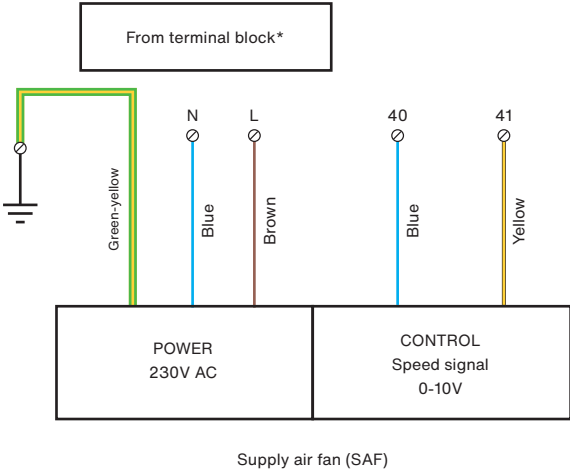 From terminal block*
N
L
40
41
Green-yellow
Blue
Brown
Blue
Yellow
POWER
230V AC
CONTROL
Speed signal
0-10V
Supply air fan (SAF)